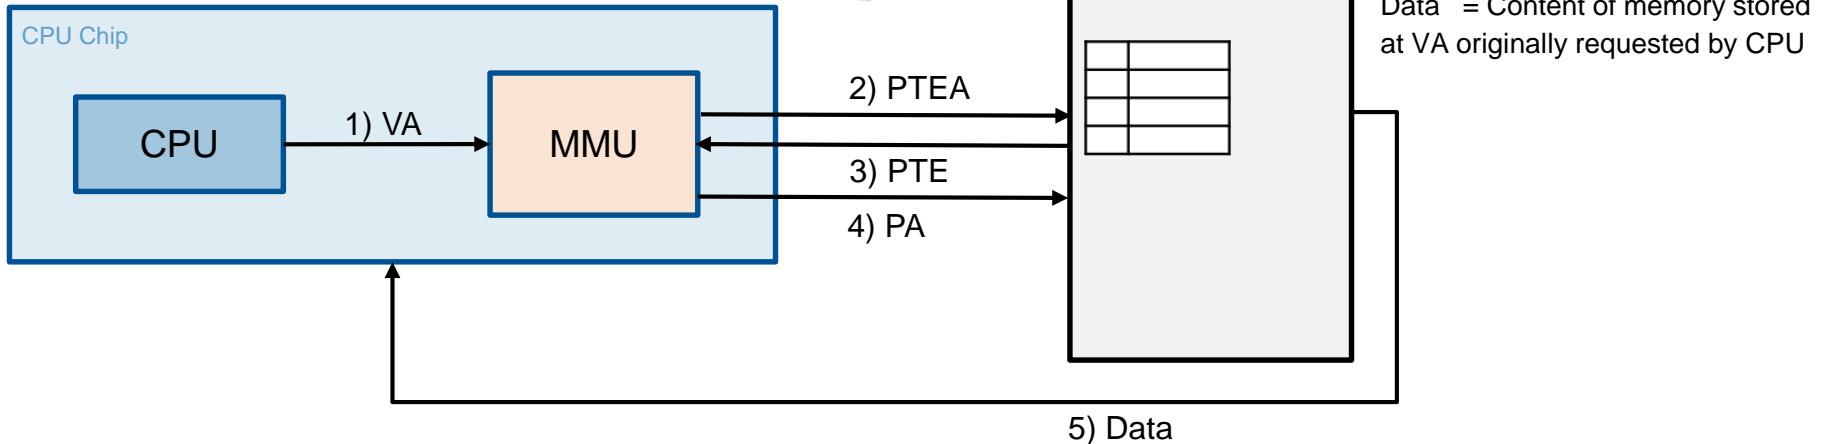 Data = Content of memory stored
at VA originally requested by CPU
CPU Chip
CPU
1) VA
MMU
2) PTEA
3) PTE
4) PA
5) Data